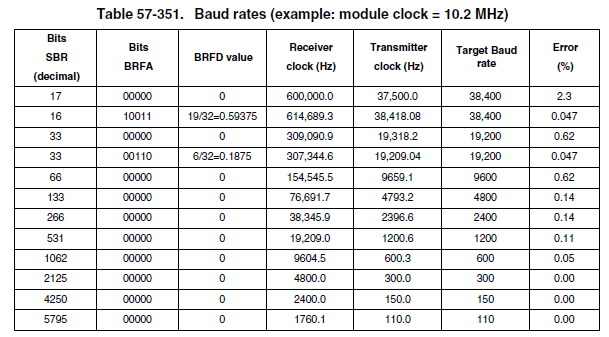 Table 57-351. Baud rates (example: module clock = 10.2 MHz)
Bits SBR (decimal) Bits BRFA BRFD value Receiver clock (Hz) Transmitter clock (Hz) Target Baud rate Error (%)
17 00000 0 600,000.0 37,500.0 38,400 2.3
16 10011 19/32=0.59375 614,689.3 38,418.08 38,400 0.047
33 00000 0 309,090.9 19,318.2 19,200 0.62
33 00110 6/32=0.1875 307,344.6 19,209.04 19,200 0.047
66 00000 0 154,545.5 9659.1 9600 0.62
133 00000 0 76,691.7 4793.2 4800 0.14
266 00000 0 38,345.9 2396.6 2400 0.14
531 00000 0 19,209.0 1200.6 1200 0.11
1062 00000 0 9604.5 600.3 600 0.05
2125 00000 0 4800.0 300.0 300 0.00
4250 00000 0 2400.0 150.0 150 0.00
5795 00000 0 1760.1 110.0 110 0.00